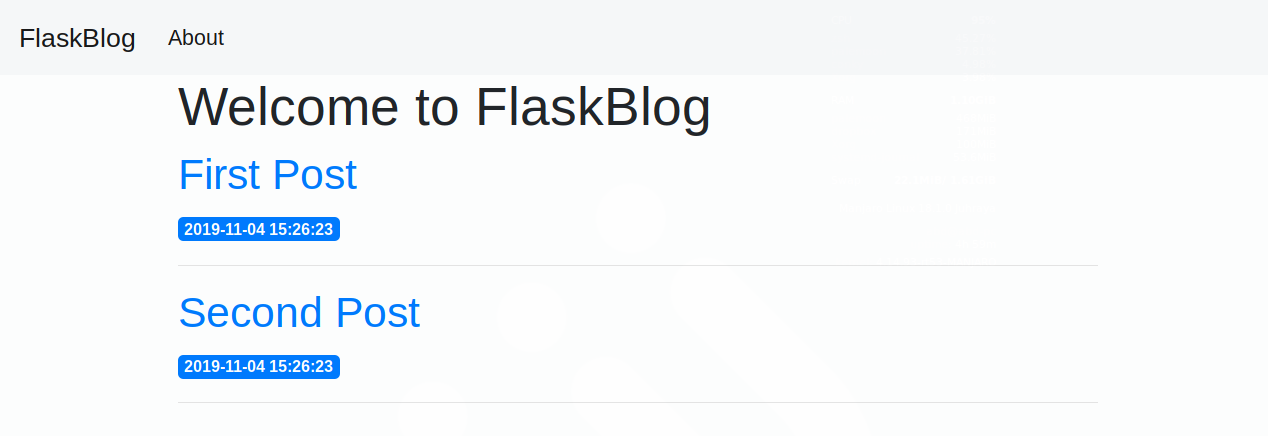 FlaskBlog About
Welcome to FlaskBlog
First Post
2019-11-04 15:26:23
Second Post
2019-11-04 15:26:23